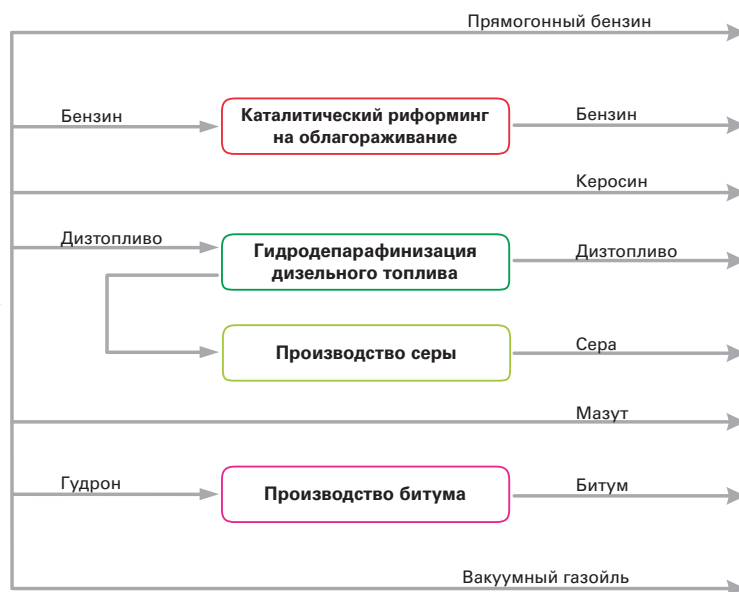 Прямогонный бензин
Бензин
Каталитический риформинг
на облагораживание
Бензин
Керосин
Дизтопливо
Гидродепарафинизация
дизельного топлива
Дизтопливо
Производство серы
Сера
Мазут
Гудрон
Производство битума
Битум
Вакуумный газойль